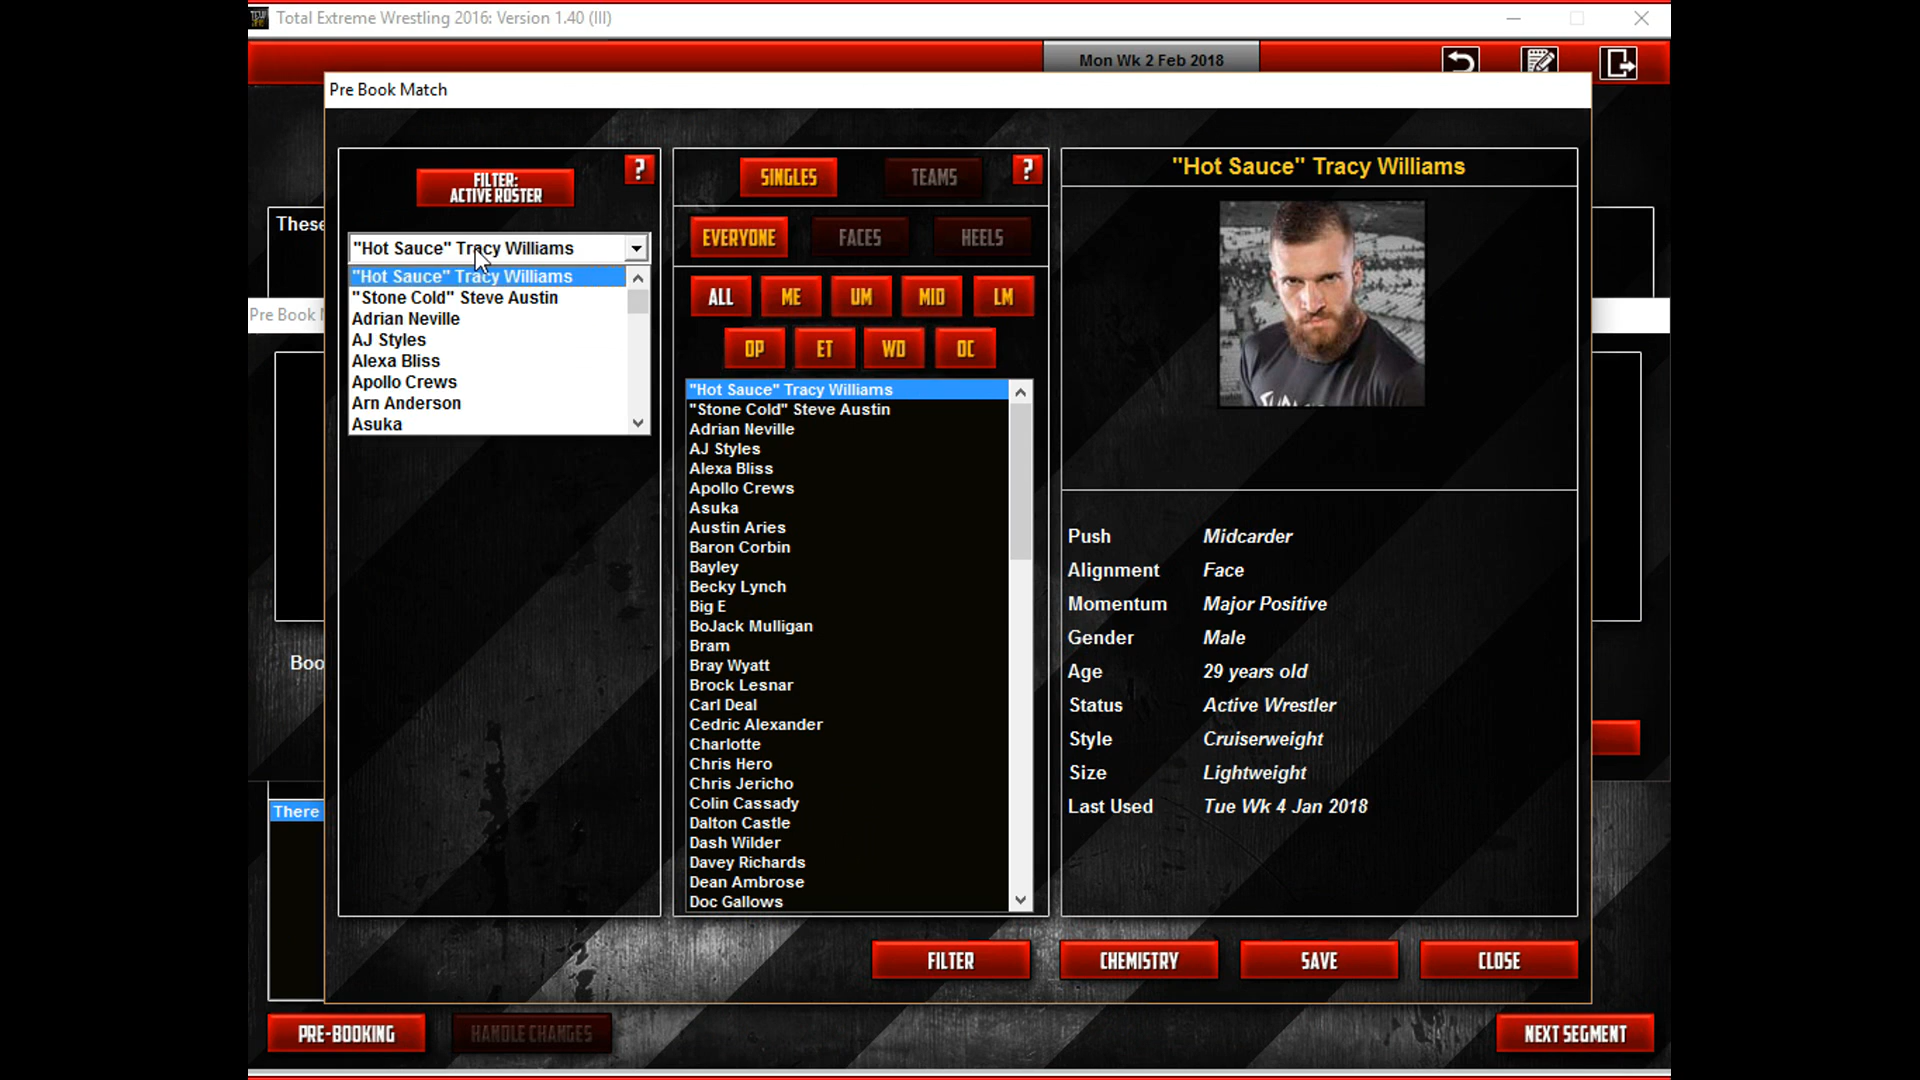 Total Extreme Wrestling 2016: Version 1.40 (III)
Mon Wk 2 Feb 2018
Pre Book Match
These
Pre Book
Boo
There
FILTER:
ACTIVE ROSTER
?
"Hot Sauce" Tracy Williams
"Hot Sauce" Tracy Williams
"Stone Cold" Steve Austin
Adrian Neville
AJ Styles
Alexa Bliss
Apollo Crews
Arn Anderson
Asuka
SINGLES
TEAMS
?
EVERYONE
FACES
HEELS
ALL
ME
UM
MID
LM
OP
ET
WD
OC
"Hot Sauce" Tracy Williams
"Stone Cold" Steve Austin
Adrian Neville
AJ Styles
Alexa Bliss
Apollo Crews
Asuka
Austin Aries
Baron Corbin
Bayley
Becky Lynch
Big E
BoJack Mulligan
Bram
Bray Wyatt
Brock Lesnar
Carl Deal
Cedric Alexander
Charlotte
Chris Hero
Chris Jericho
Colin Cassady
Dalton Castle
Dash Wilder
Davey Richards
Dean Ambrose
Doc Gallows
"Hot Sauce" Tracy Williams
Push Midcarder
Alignment Face
Momentum Major Positive
Gender Male
Age 29 years old
Status Active Wrestler
Style Cruiserweight
Size Lightweight
Last Used Tue Wk 4 Jan 2018
FILTER
CHEMISTRY
SAVE
CLOSE
PRE-BOOKING
HANDLE CHANGES
NEXT SEGMENT